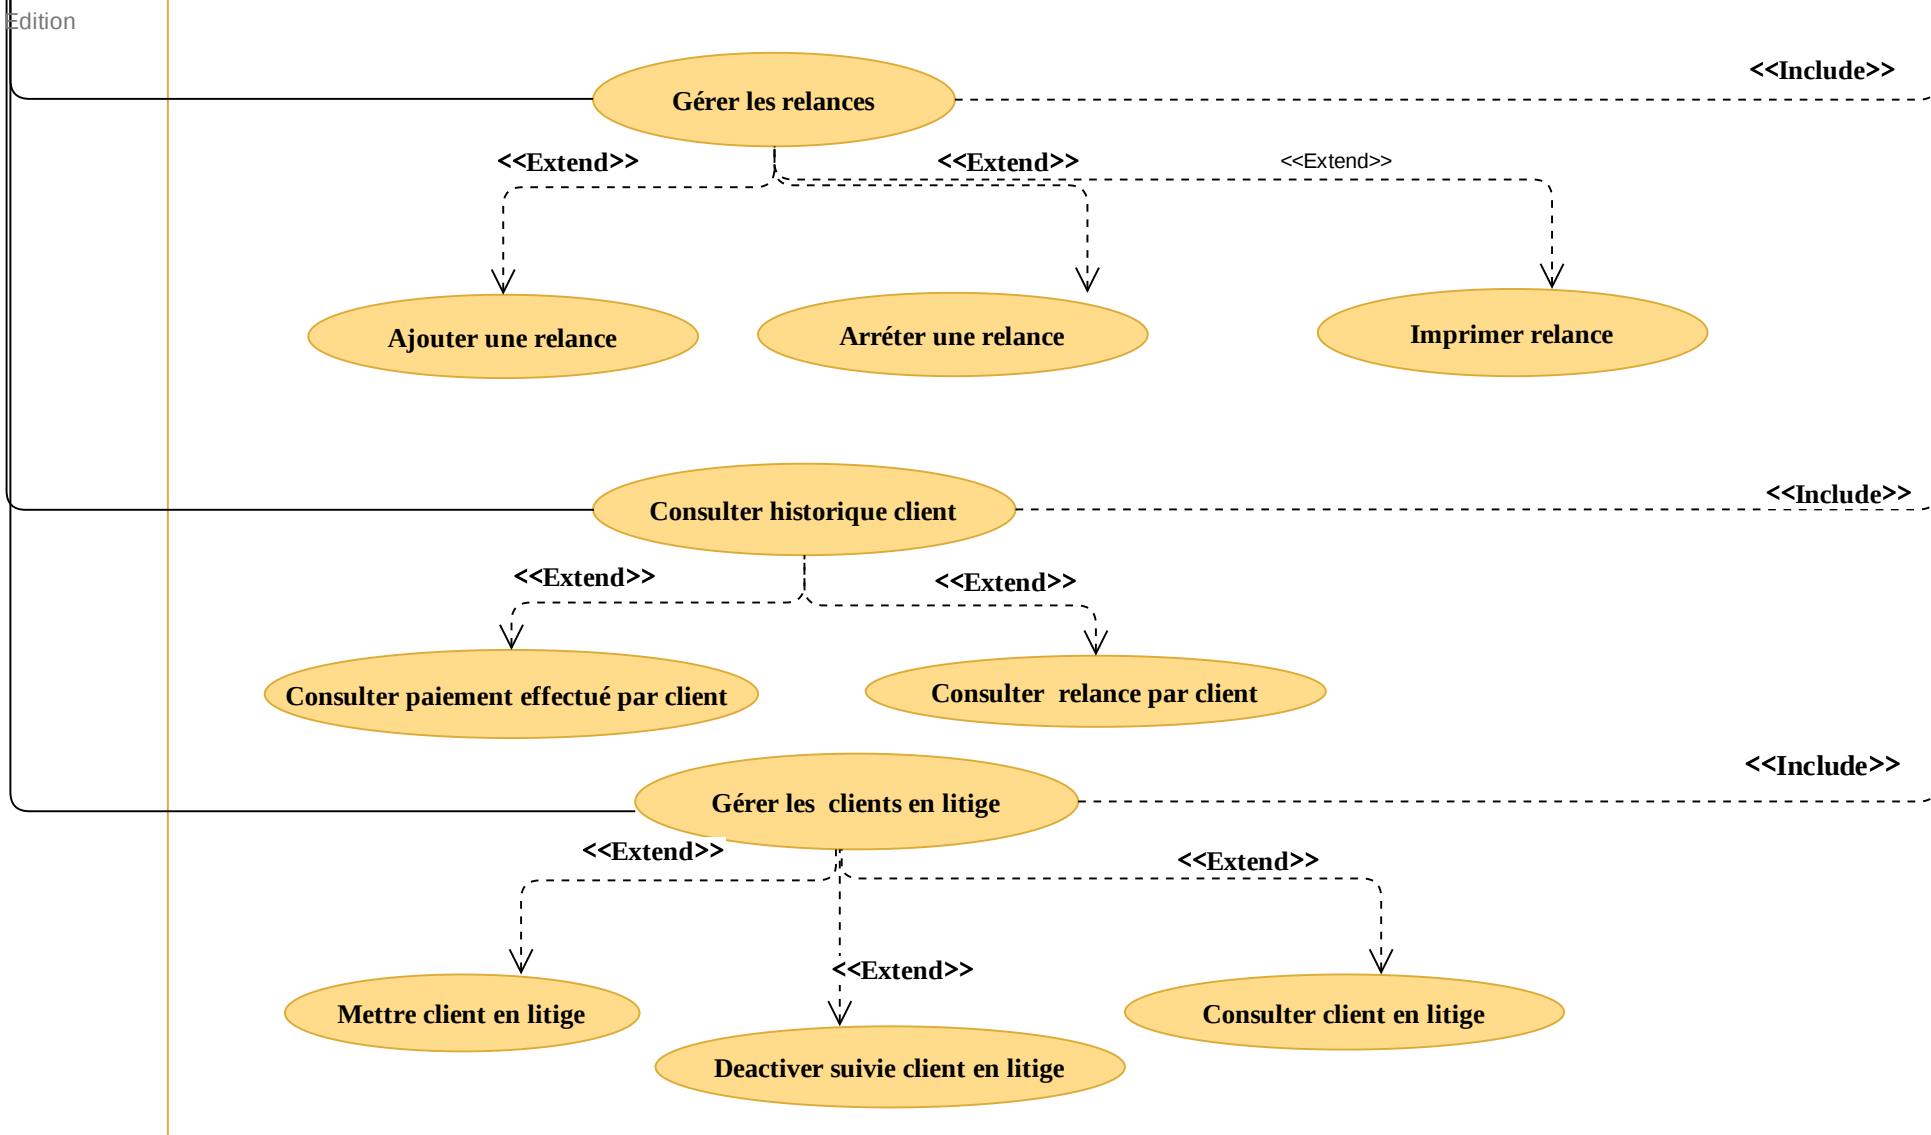 Edition
<<Include>>
Gérer les relances
<<Extend>>
<<Extend>>
<<Extend>>
Ajouter une relance
Arréter une relance
Imprimer relance
<<Include>>
Consulter historique client
<<Extend>>
<<Extend>>
Consulter paiement effectué par client
Consulter  relance par client
<<Include>>
Gérer les  clients en litige
<<Extend>>
<<Extend>>
<<Extend>>
Mettre client en litige
Consulter client en litige
Deactiver suivie client en litige